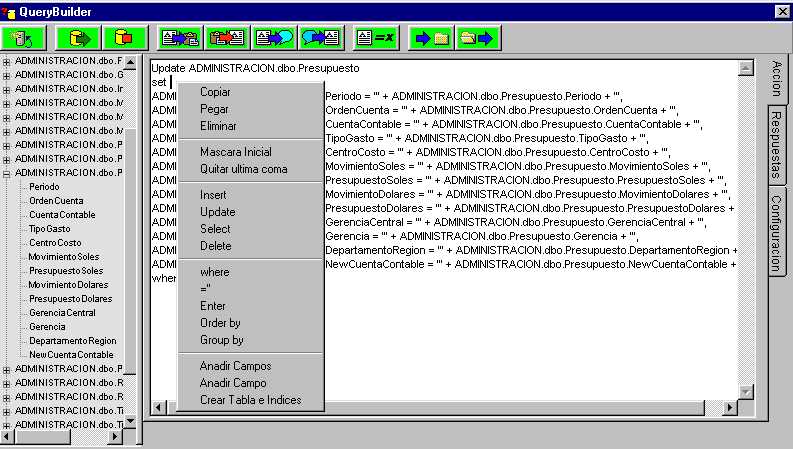 QueryBuilder
=x
ADMINISTRACION.dbo.F
ADMINISTRACION.dbo.G
ADMINISTRACION.dbo.Ir
ADMINISTRACION.dbo.M
ADMINISTRACION.dbo.M
ADMINISTRACION.dbo.M
ADMINISTRACION.dbo.P
ADMINISTRACION.dbo.P
ADMINISTRACION.dbo.P
Periodo
OrdenCuenta
CuentaContable
TipoGasto
CentroCosto
MovimientoSoles
PresupuestoSoles
MovimientoDolares
PresupuestoDolares
GerenciaCentral
Gerencia
DepartamentoRegion
NewCuentaContable
ADMINISTRACION.dbo.P
ADMINISTRACION.dbo.R
ADMINISTRACION.dbo.R
ADMINISTRACION.dbo.Ti
ADMINISTRACION.dbo.Ti
Update ADMINISTRACION.dbo.Presupuesto
set
ADMI Periodo = '" + ADMINISTRACION.dbo.Presupuesto.Periodo + "',
ADMI OrdenCuenta = '" + ADMINISTRACION.dbo.Presupuesto.OrdenCuenta + "',
ADMI CuentaContable = '" + ADMINISTRACION.dbo.Presupuesto.CuentaContable + "',
ADMI TipoGasto = '" + ADMINISTRACION.dbo.Presupuesto.TipoGasto + "',
ADMI CentroCosto = '" + ADMINISTRACION.dbo.Presupuesto.CentroCosto + "',
ADMI MovimientoSoles = '" + ADMINISTRACION.dbo.Presupuesto.MovimientoSoles + "',
ADMI PresupuestoSoles = '" + ADMINISTRACION.dbo.Presupuesto.PresupuestoSoles + "',
ADMI MovimientoDolares = '" + ADMINISTRACION.dbo.Presupuesto.MovimientoDolares + "',
ADMI PresupuestoDolares = '" + ADMINISTRACION.dbo.Presupuesto.PresupuestoDolares +
ADMI GerenciaCentral = '" + ADMINISTRACION.dbo.Presupuesto.GerenciaCentral + "',
ADMI Gerencia = '" + ADMINISTRACION.dbo.Presupuesto.Gerencia + "',
ADMI DepartamentoRegion = '" + ADMINISTRACION.dbo.Presupuesto.DepartamentoRegion +
ADMI NewCuentaContable = '" + ADMINISTRACION.dbo.Presupuesto.NewCuentaContable +
wher
Copiar
Pegar
Eliminar
Mascara Inicial
Quitar ultima coma
Insert
Update
Select
Delete
where
=''
Enter
Order by
Group by
Anadir Campos
Anadir Campo
Crear Tabla e Indices
Accion
Respuestas
Configuracion